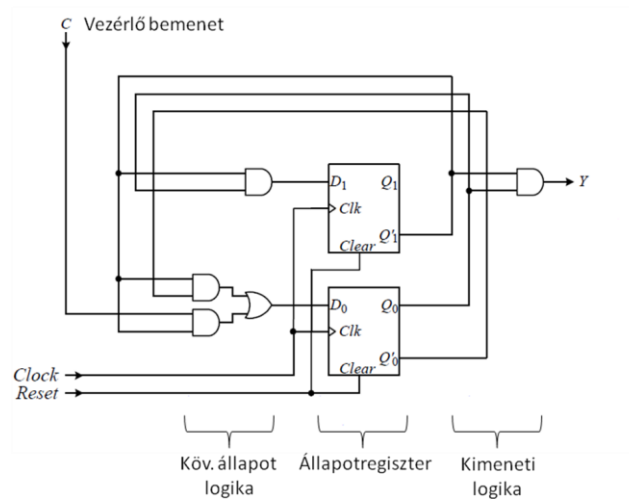 C Vezérlő bemenet
D1 Q1
Clk
Q'1
Clear
Y
D0 Q0
Clk
Q'0
Clear
Clock
Reset
Köv. állapot
logika
Állapotregiszter
Kimeneti
logika